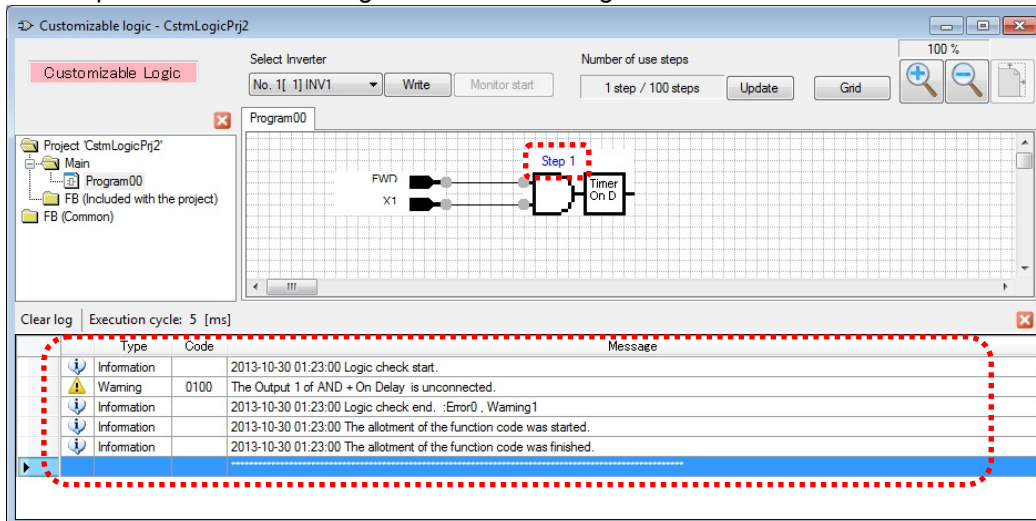 Customizable logic - CstmLogicPrj2
Customizable Logic
Select Inverter
No. 1[ 1] INV1
Write
Monitor start
Number of use steps
1 step / 100 steps
Update
Grid
100 %
Program00
Project 'CstmLogicPrj2'
Main
Program00
FB (Included with the project)
FB (Common)
Step 1
FWD
X1
Timer
On D
Clear log
Execution cycle: 5 [ms]
Type Code Message
Information 2013-10-30 01:23:00 Logic check start.
Warning 0100 The Output 1 of AND + On Delay is unconnected.
Information 2013-10-30 01:23:00 Logic check end. :Error0 , Warning1
Information 2013-10-30 01:23:00 The allotment of the function code was started.
Information 2013-10-30 01:23:00 The allotment of the function code was finished.